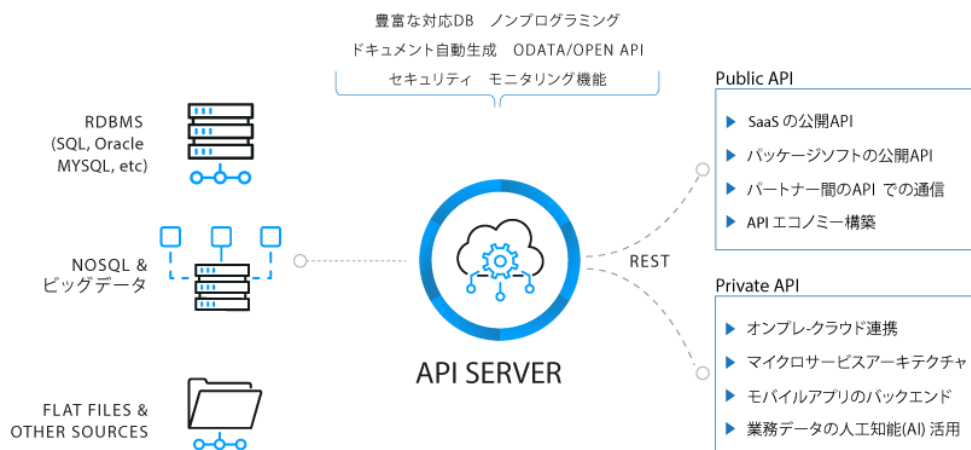 豊富な対応DB ノンプログラミング
ドキュメント自動生成 ODATA/OPEN API
セキュリティ モニタリング機能
RDBMS
(SQL, Oracle
MYSQL, etc)
NOSQL &
ビッグデータ
FLAT FILES &
OTHER SOURCES
API SERVER
REST
Public API
SaaS の公開API
パッケージソフトの公開API
パートナー間のAPI での通信
API エコノミー構築
Private API
オンプレ-クラウド連携
マイクロサービスアーキテクチャ
モバイルアプリのバックエンド
業務データの人工知能(AI) 活用